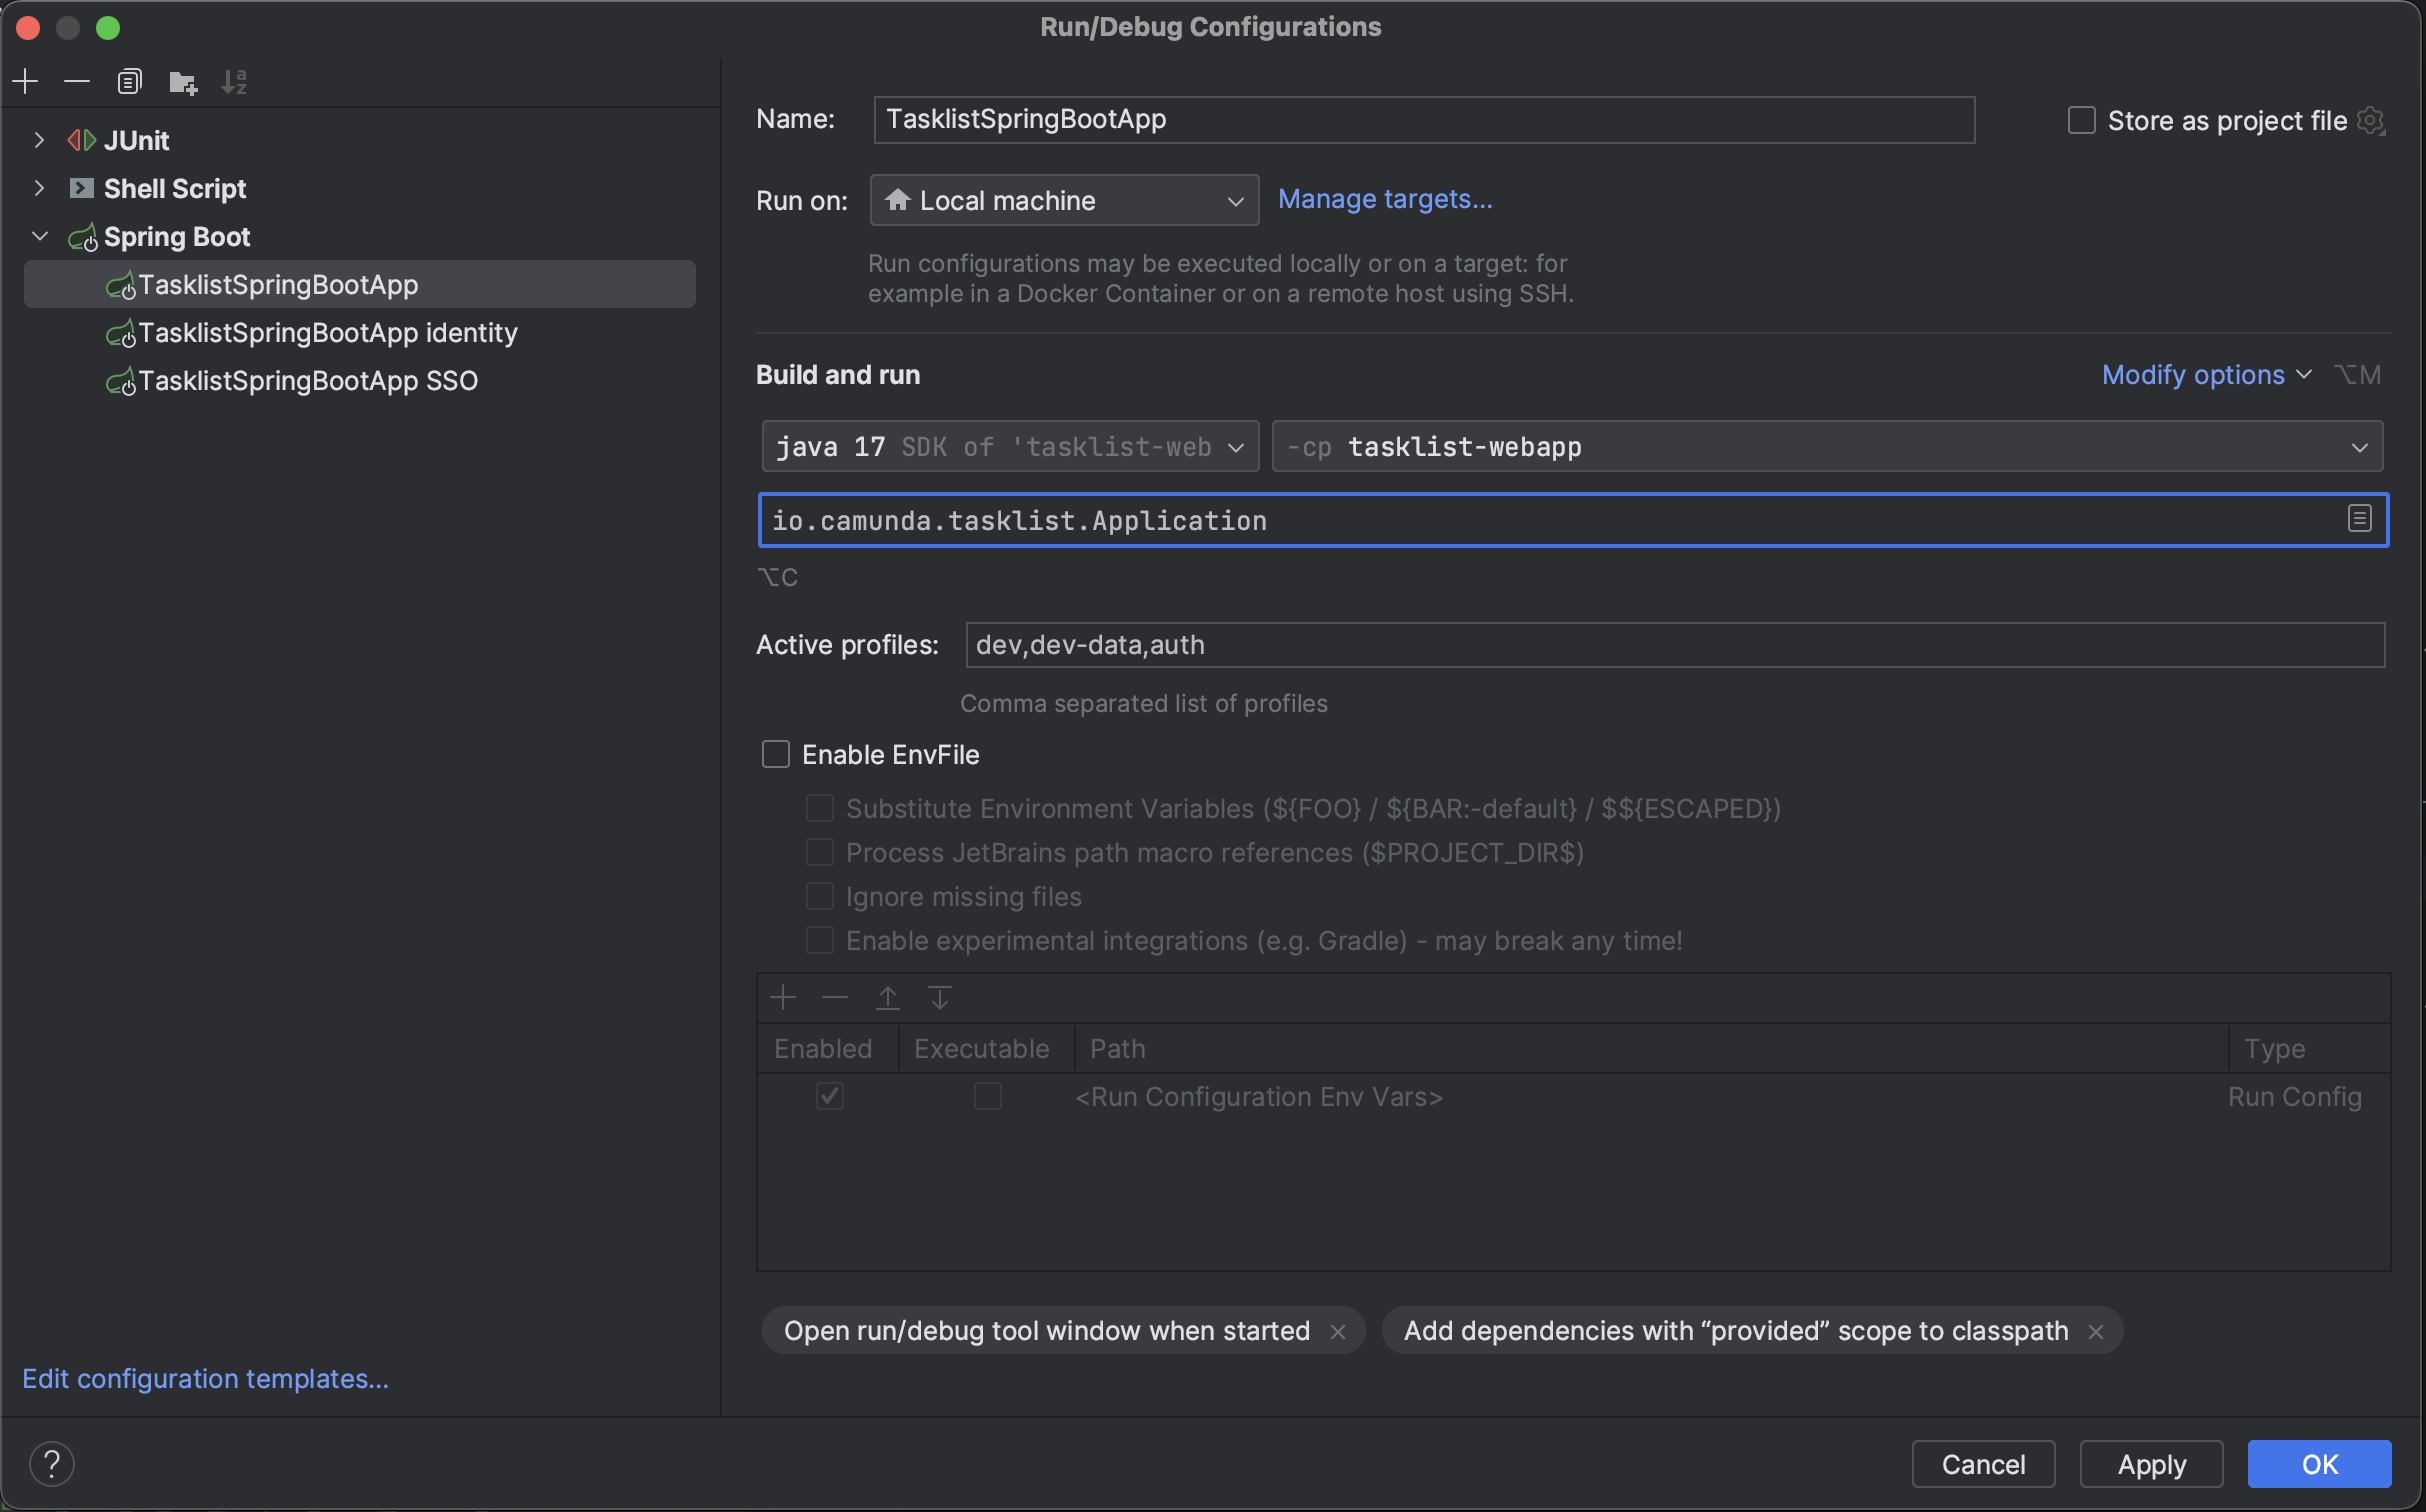 Run/Debug Configurations
JUnit
Shell Script
Spring Boot
TasklistSpringBootApp
TasklistSpringBootApp identity
TasklistSpringBootApp SSO
Edit configuration templates...
Name: TasklistSpringBootApp
Store as project file
Run on: Local machine Manage targets...
Run configurations may be executed locally or on a target: for
example in a Docker Container or on a remote host using SSH.
Build and run
Modify options ⌥M
java 17 SDK of 'tasklist-web
-cp tasklist-webapp
io.camunda.tasklist.Application
⌥C
Active profiles: dev,dev-data,auth
Comma separated list of profiles
Enable EnvFile
Substitute Environment Variables (${FOO} / ${BAR:-default} / $${ESCAPED})
Process JetBrains path macro references ($PROJECT_DIR$)
Ignore missing files
Enable experimental integrations (e.g. Gradle) - may break any time!
Enabled Executable Path Type
<Run Configuration Env Vars> Run Config
Open run/debug tool window when started
Add dependencies with “provided” scope to classpath
?
Cancel
Apply
OK